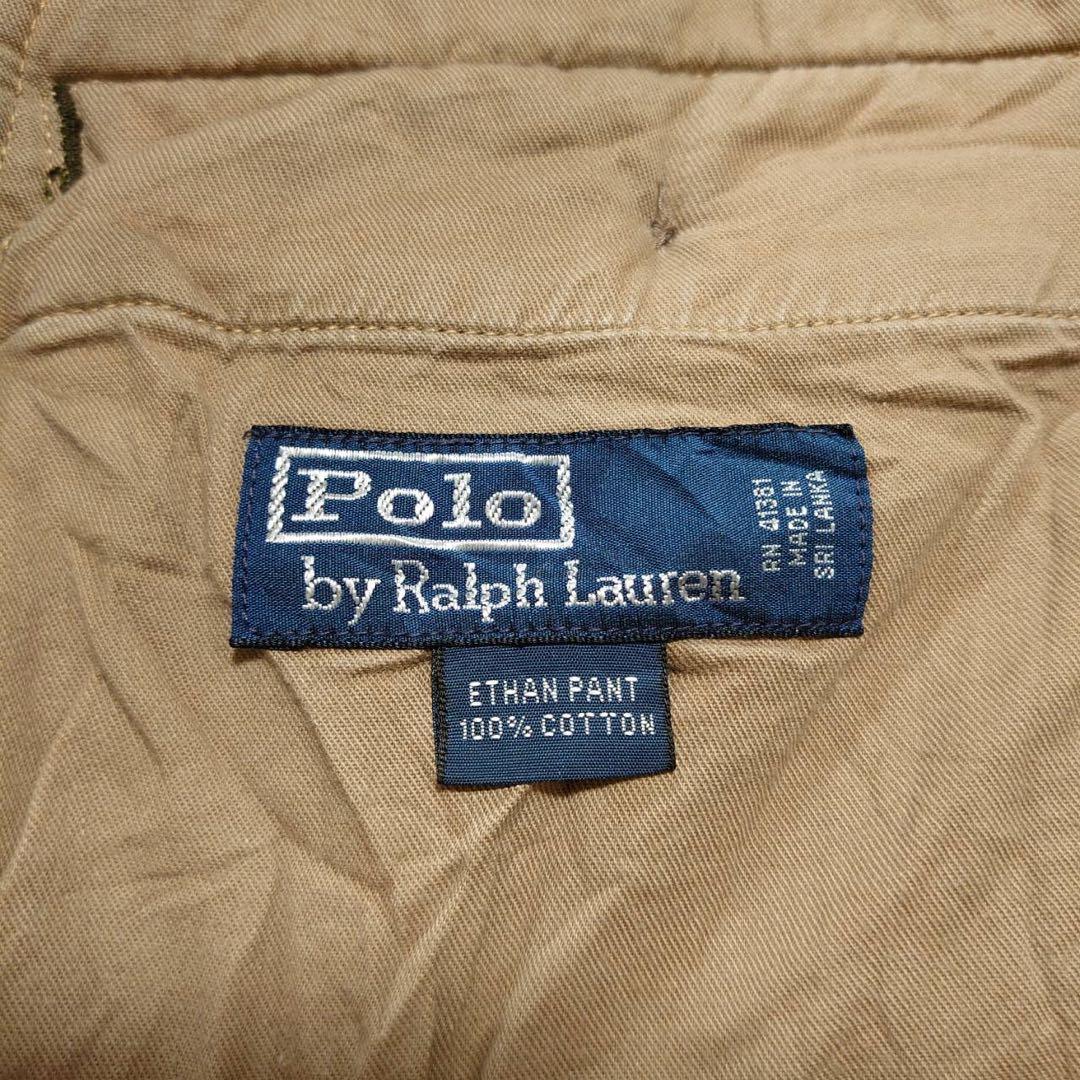 Polo
by Ralph Lauren
RN 41381
MADE IN
SRI LANKA
ETHAN PANT
100% COTTON